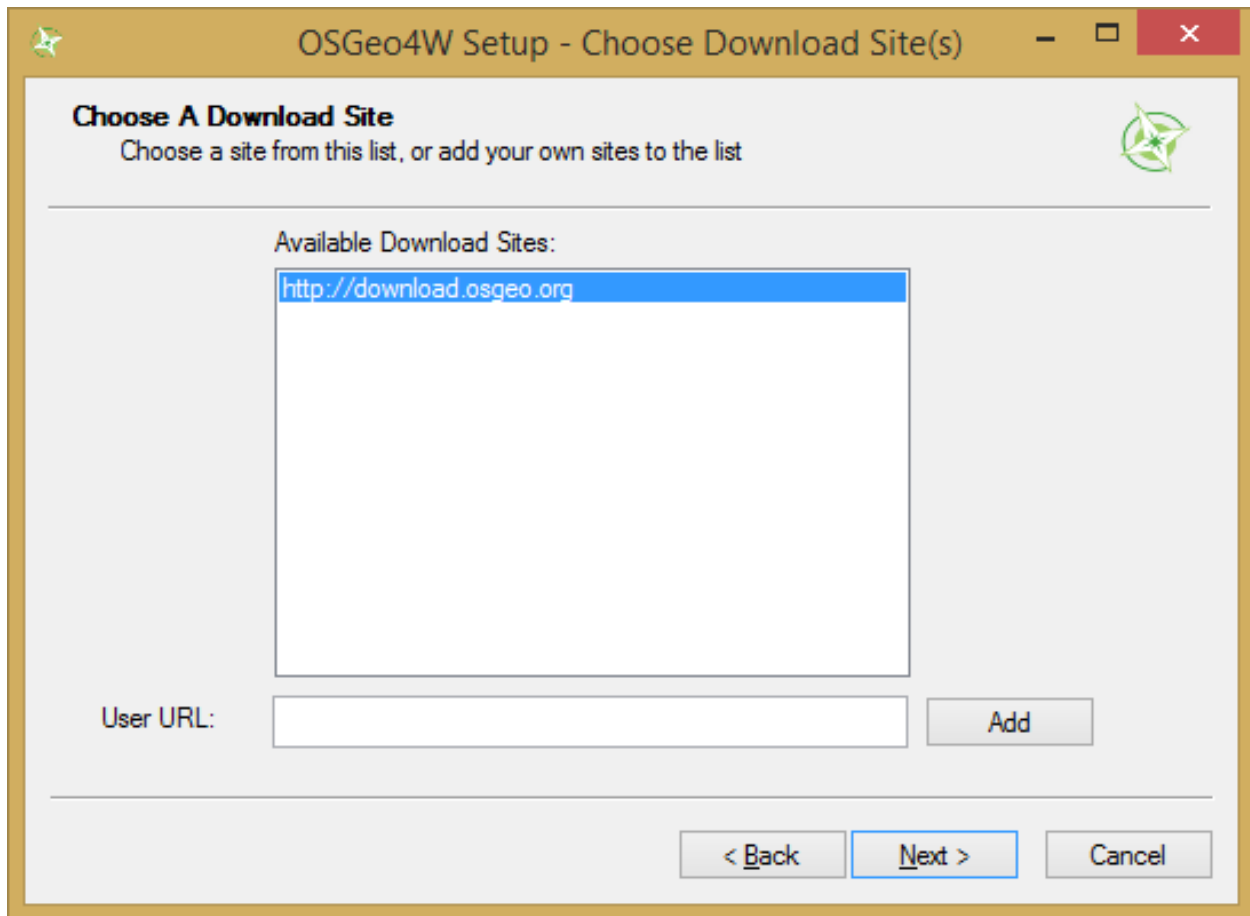 OSGeo4W Setup - Choose Download Site(s)
Choose A Download Site
Choose a site from this list, or add your own sites to the list
Available Download Sites:
http://download.osgeo.org
User URL:
Add
< Back
Next >
Cancel